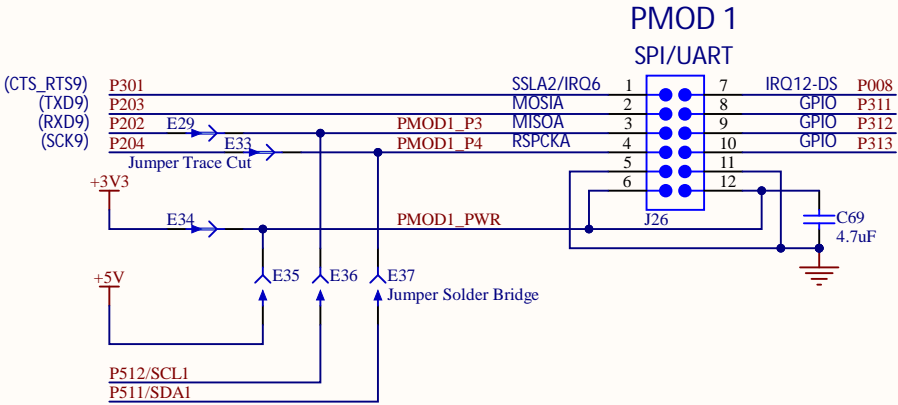 PMOD 1
SPI/UART
(CTS_RTS9) P301 SSLA2/IRQ6 1 7 IRQ12-DS P008
(TXD9) P203 MOSIA 2 8 GPIO P311
(RXD9) P202 E29 PMOD1_P3 MISOA 3 9 GPIO P312
(SCK9) P204 E33 PMOD1_P4 RSPCKA 4 10 GPIO P313
Jumper Trace Cut 5 11
+3V3 6 12
E34 PMOD1_PWR J26 C69
4.7uF
+5V E35 E36 E37
Jumper Solder Bridge
P512/SCL1
P511/SDA1